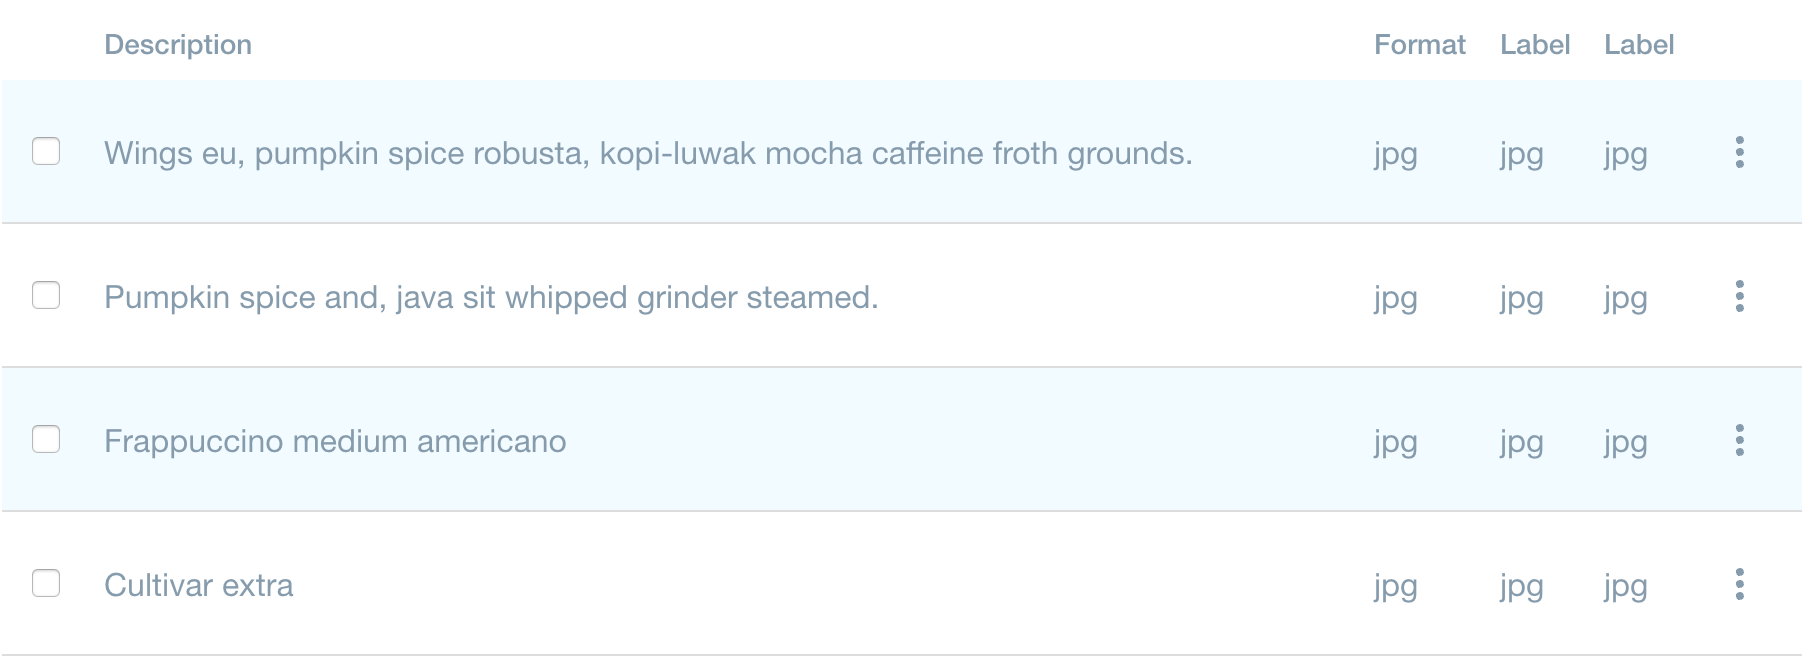 Description Format Label Label
Wings eu, pumpkin spice robusta, kopi-luwak mocha caffeine froth grounds. jpg jpg jpg
Pumpkin spice and, java sit whipped grinder steamed. jpg jpg jpg
Frappuccino medium americano jpg jpg jpg
Cultivar extra jpg jpg jpg